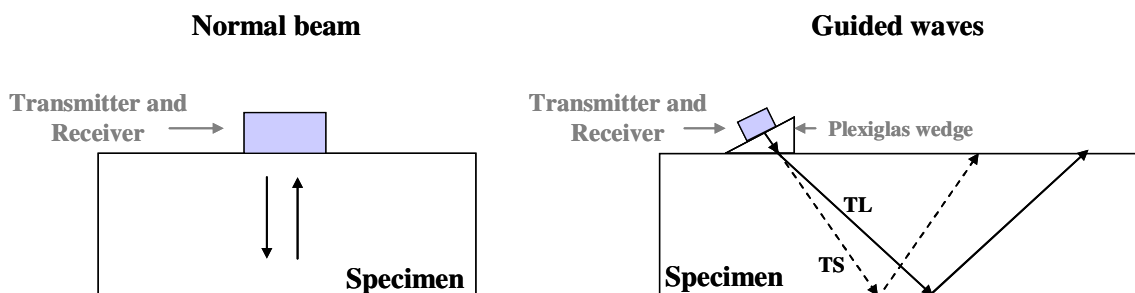 Normal beam
Transmitter and
Receiver
Specimen
Guided waves
Transmitter and
Receiver
Plexiglas wedge
TL
TS
Specimen